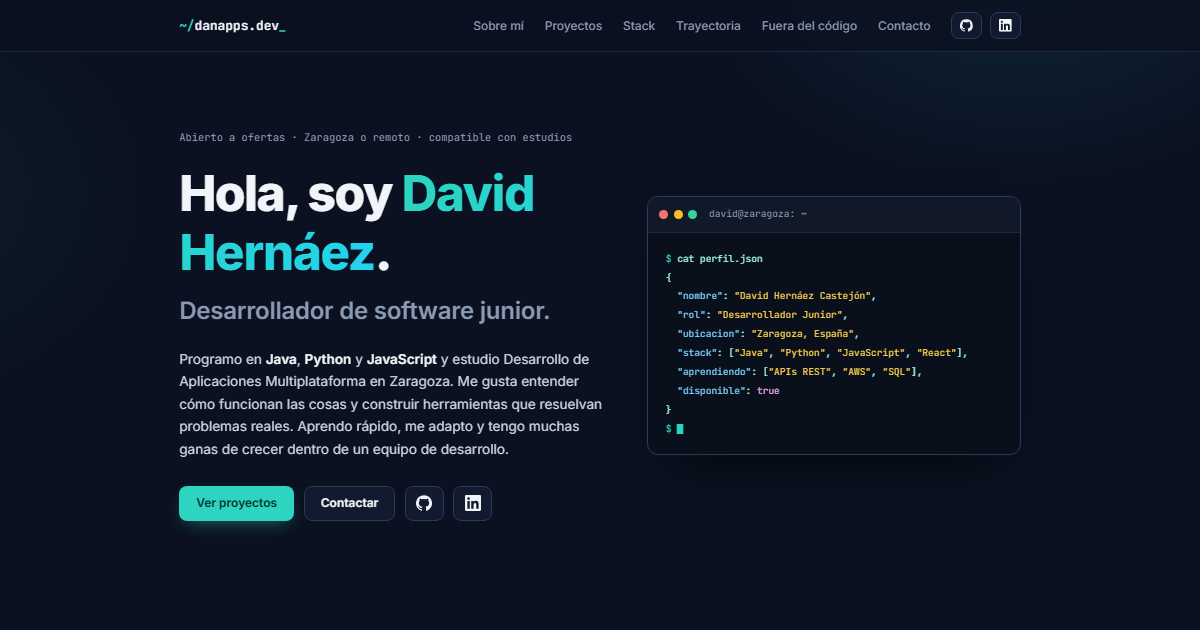 ~/danapps.dev_
Sobre mí Proyectos Stack Trayectoria Fuera del código Contacto
Abierto a ofertas · Zaragoza o remoto · compatible con estudios
Hola, soy David
Hernáez.
Desarrollador de software junior.
Programo en Java, Python y JavaScript y estudio Desarrollo de
Aplicaciones Multiplataforma en Zaragoza. Me gusta entender
cómo funcionan las cosas y construir herramientas que resuelvan
problemas reales. Aprendo rápido, me adapto y tengo muchas
ganas de crecer dentro de un equipo de desarrollo.
Ver proyectos Contactar
david@zaragoza: ~
$ cat perfil.json
{
"nombre": "David Hernáez Castejón",
"rol": "Desarrollador Junior",
"ubicacion": "Zaragoza, España",
"stack": ["Java", "Python", "JavaScript", "React"],
"aprendiendo": ["APIs REST", "AWS", "SQL"],
"disponible": true
}
$